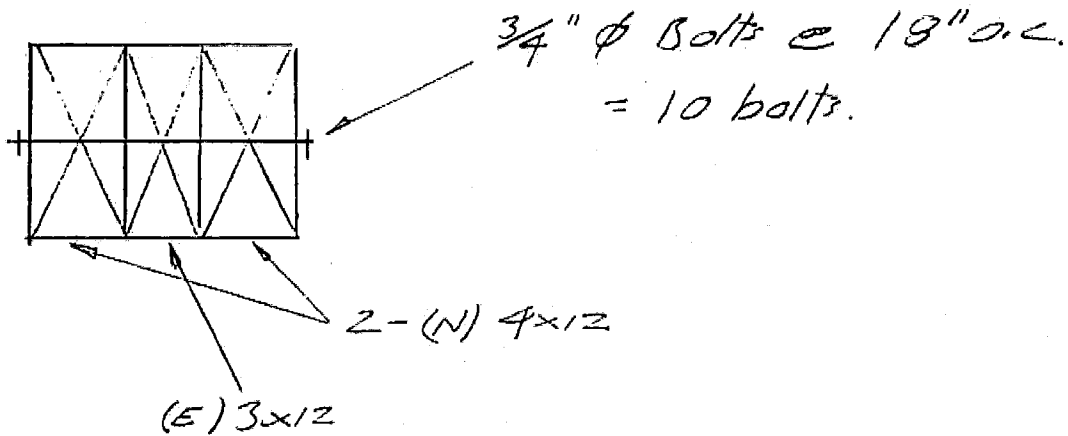 3/4" φ Bolts @ 18" o.c.
= 10 bolts.
2-(N) 4x12
(E) 3x12